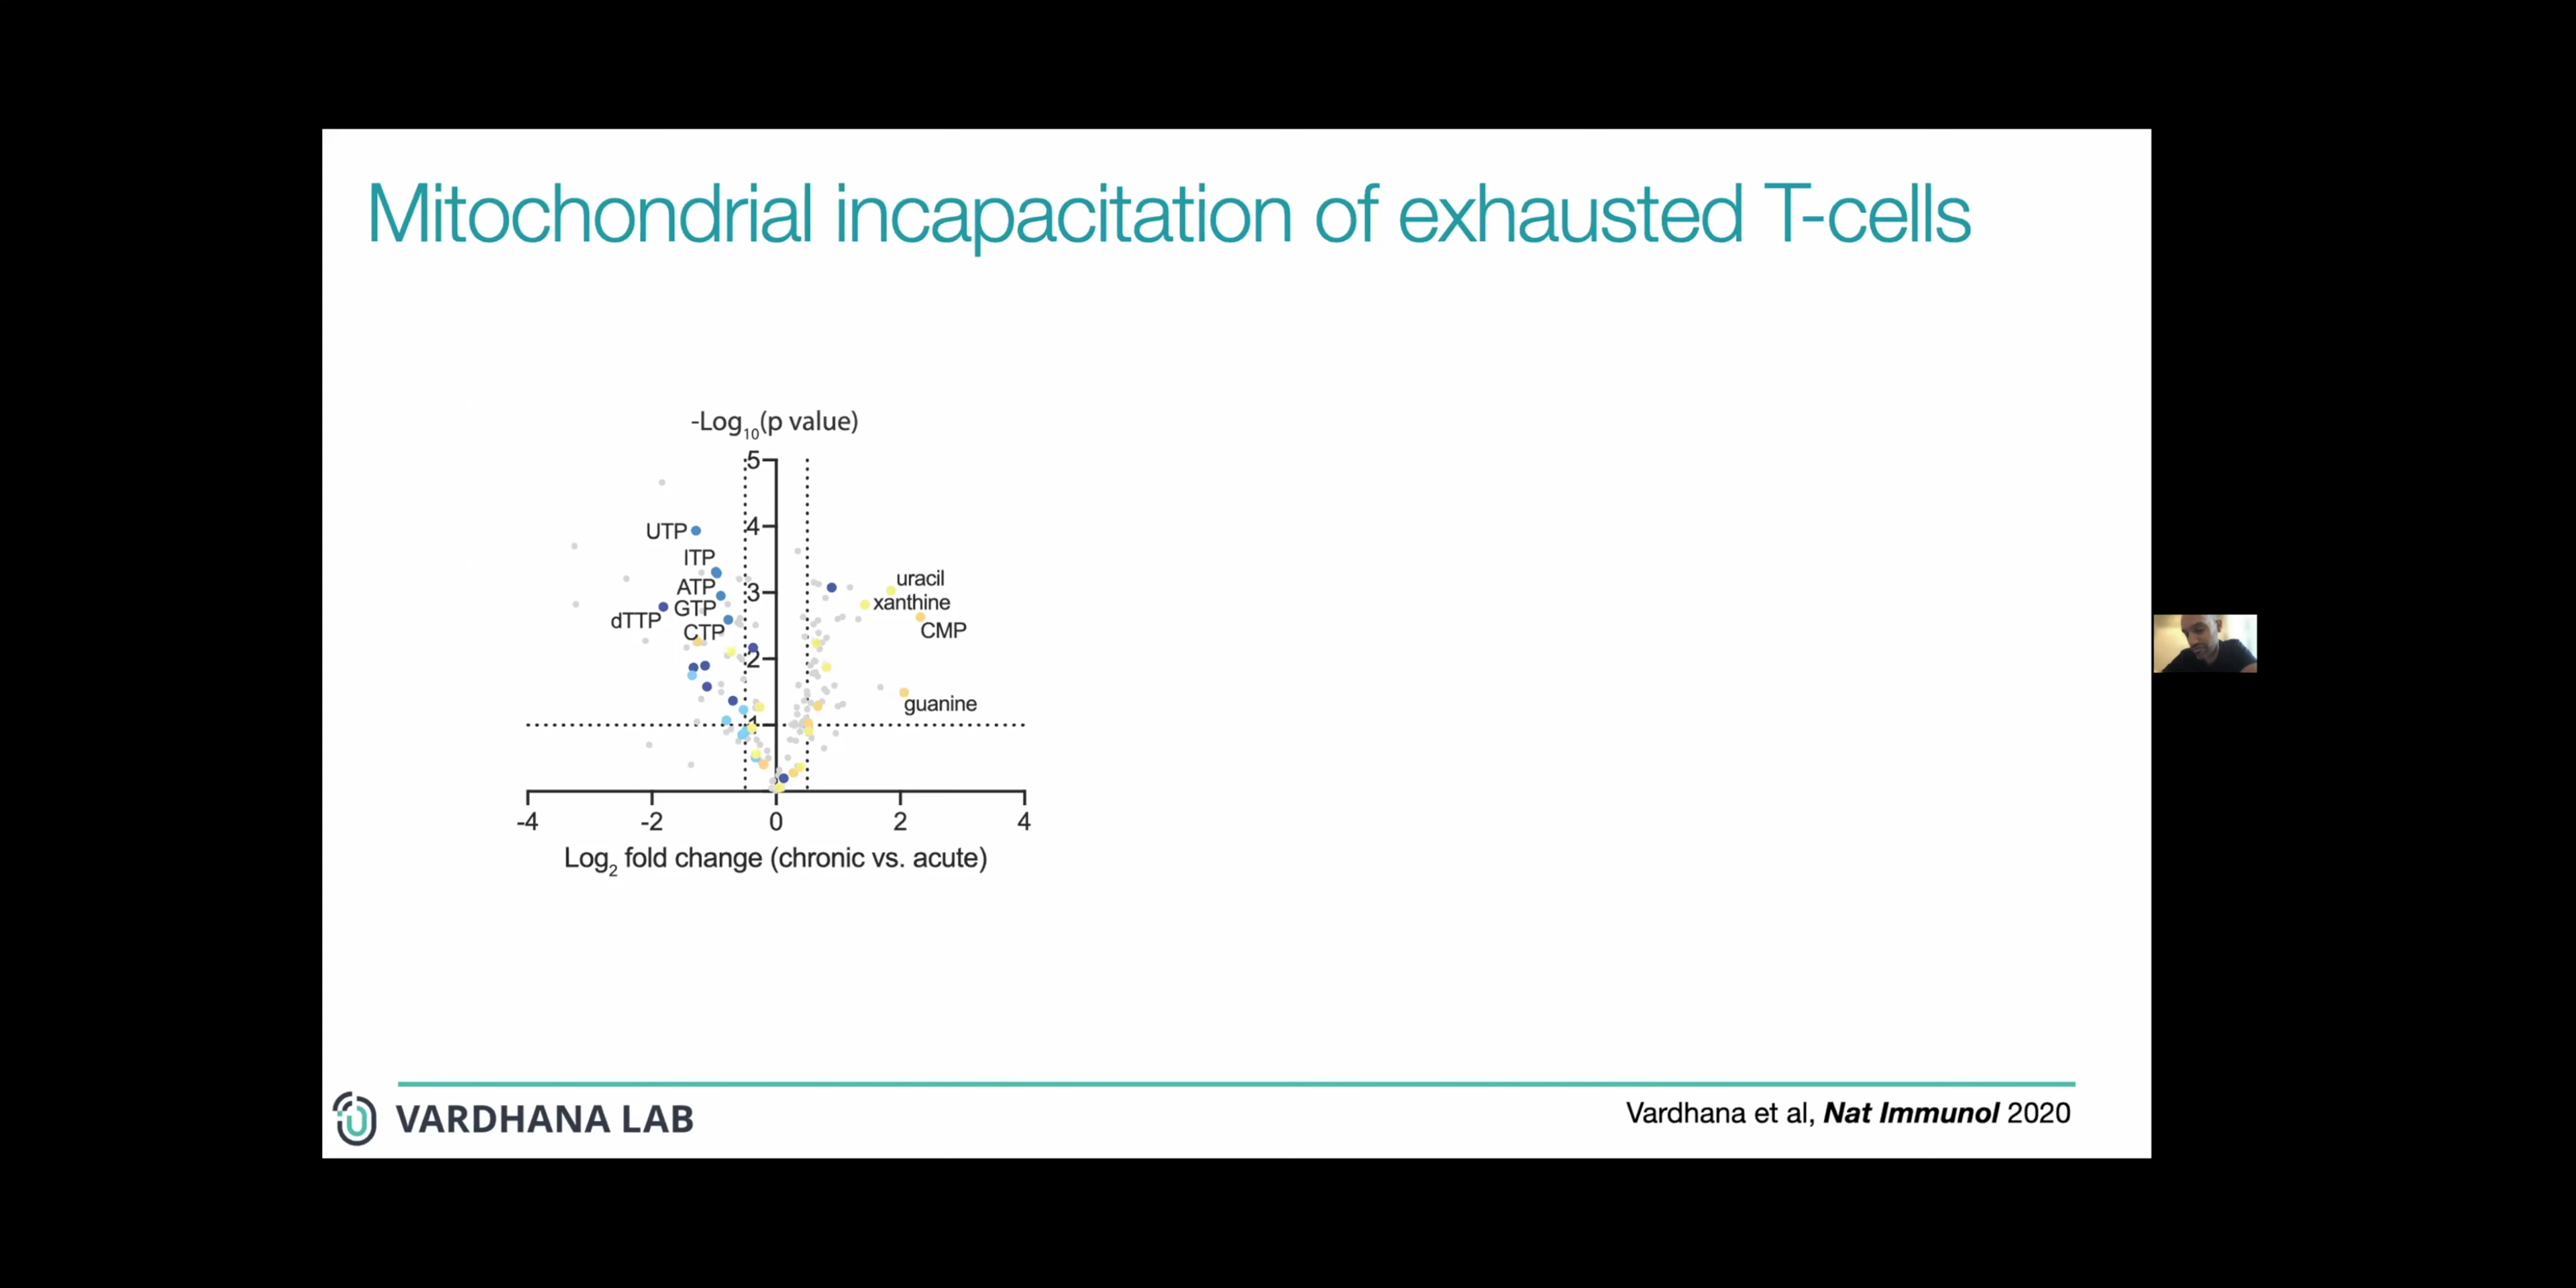 Mitochondrial incapacitation of exhausted T-cells
-Log10(p value)
5
UTP
4
ITP
ATP
3
uracil
dTTP
GTP
xanthine
CTP
CMP
2
guanine
1
0
-4
-2
0
2
4
Log2 fold change (chronic vs. acute)
VARDHANA LAB
Vardhana et al, Nat Immunol 2020